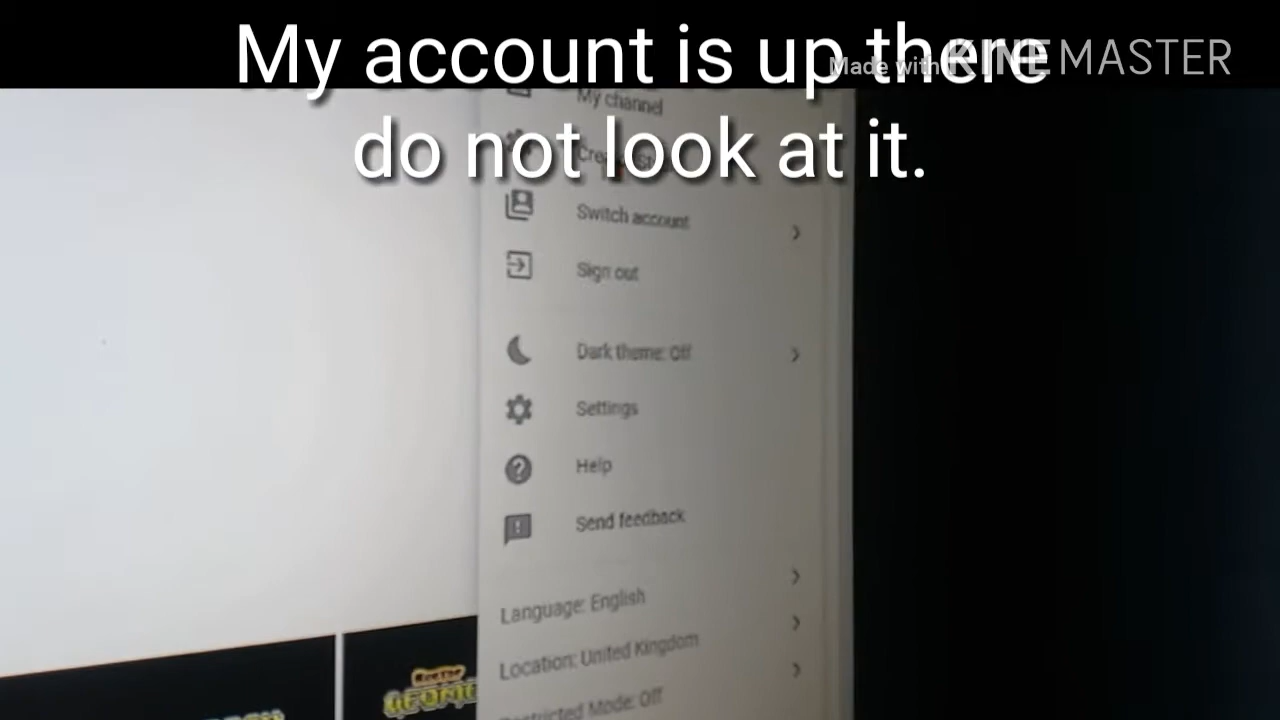 My account is up there
Made with KINEMASTER
do not look at it.
My channel
Switch account
Sign out
Dark theme: Off
Settings
Help
Send feedback
Language: English
Location: United Kingdom
Restricted Mode: Off